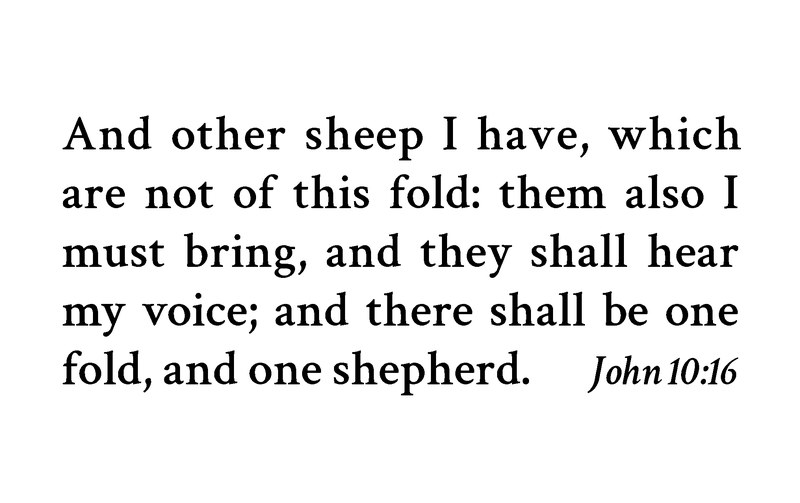 And other sheep I have, which
are not of this fold: them also I
must bring, and they shall hear
my voice; and there shall be one
fold, and one shepherd. John 10:16